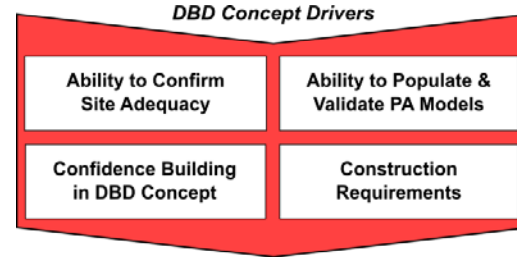 DBD Concept Drivers
Ability to Confirm
Site Adequacy
Ability to Populate &
Validate PA Models
Confidence Building
in DBD Concept
Construction
Requirements